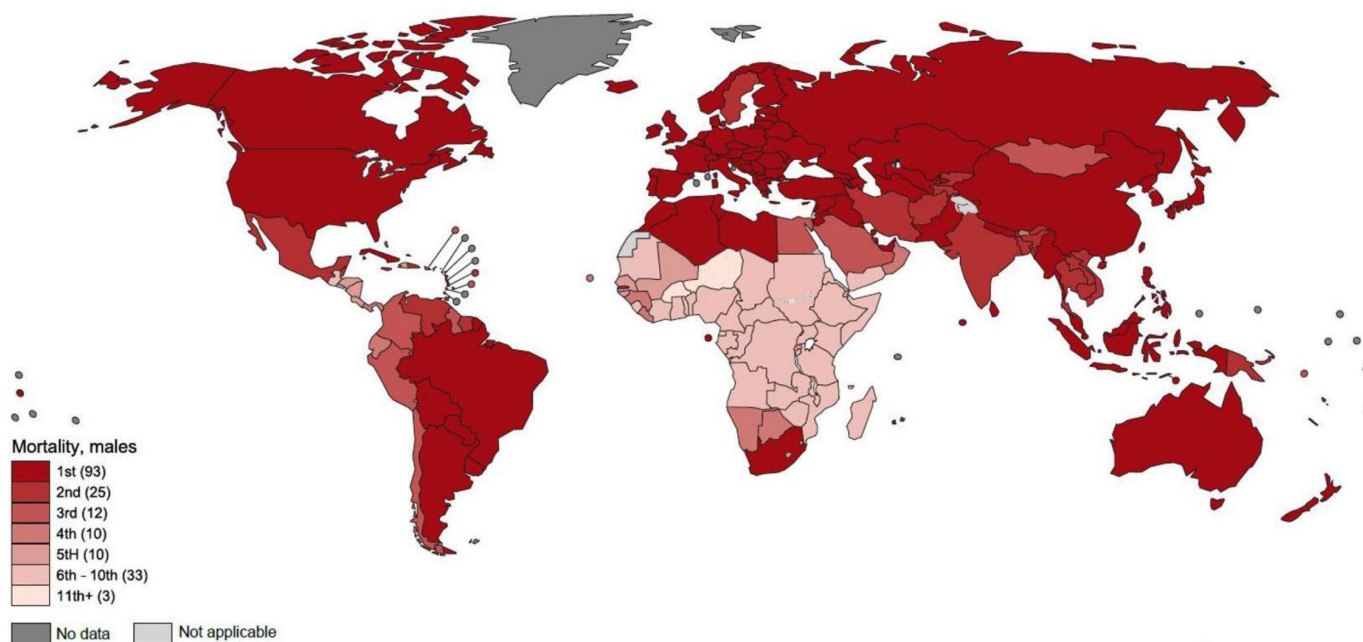 Mortality, males
1st (93)
2nd (25)
3rd (12)
4th (10)
5tH (10)
6th - 10th (33)
11th+ (3)
No data
Not applicable